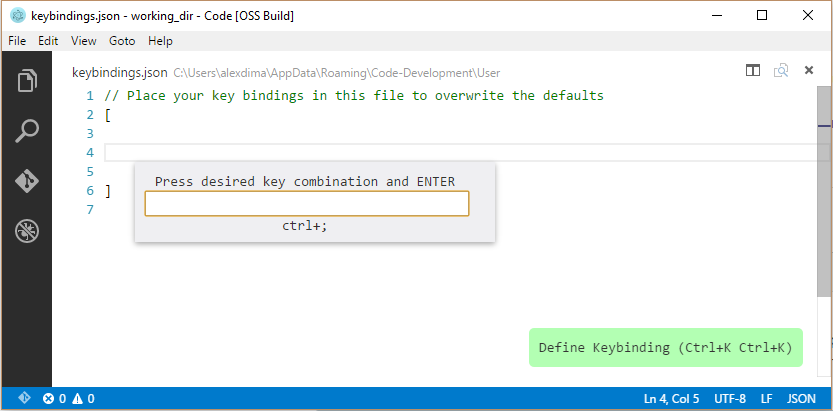 keybindings.json - working_dir - Code [OSS Build]
File Edit View Goto Help
keybindings.json C:\Users\alexdima\AppData\Roaming\Code-Development\User
1 // Place your key bindings in this file to overwrite the defaults
2 [
3
4
5
6 ]
7
Press desired key combination and ENTER
ctrl+;
Define Keybinding (Ctrl+K Ctrl+K)
0 0 Ln 4, Col 5 UTF-8 LF JSON